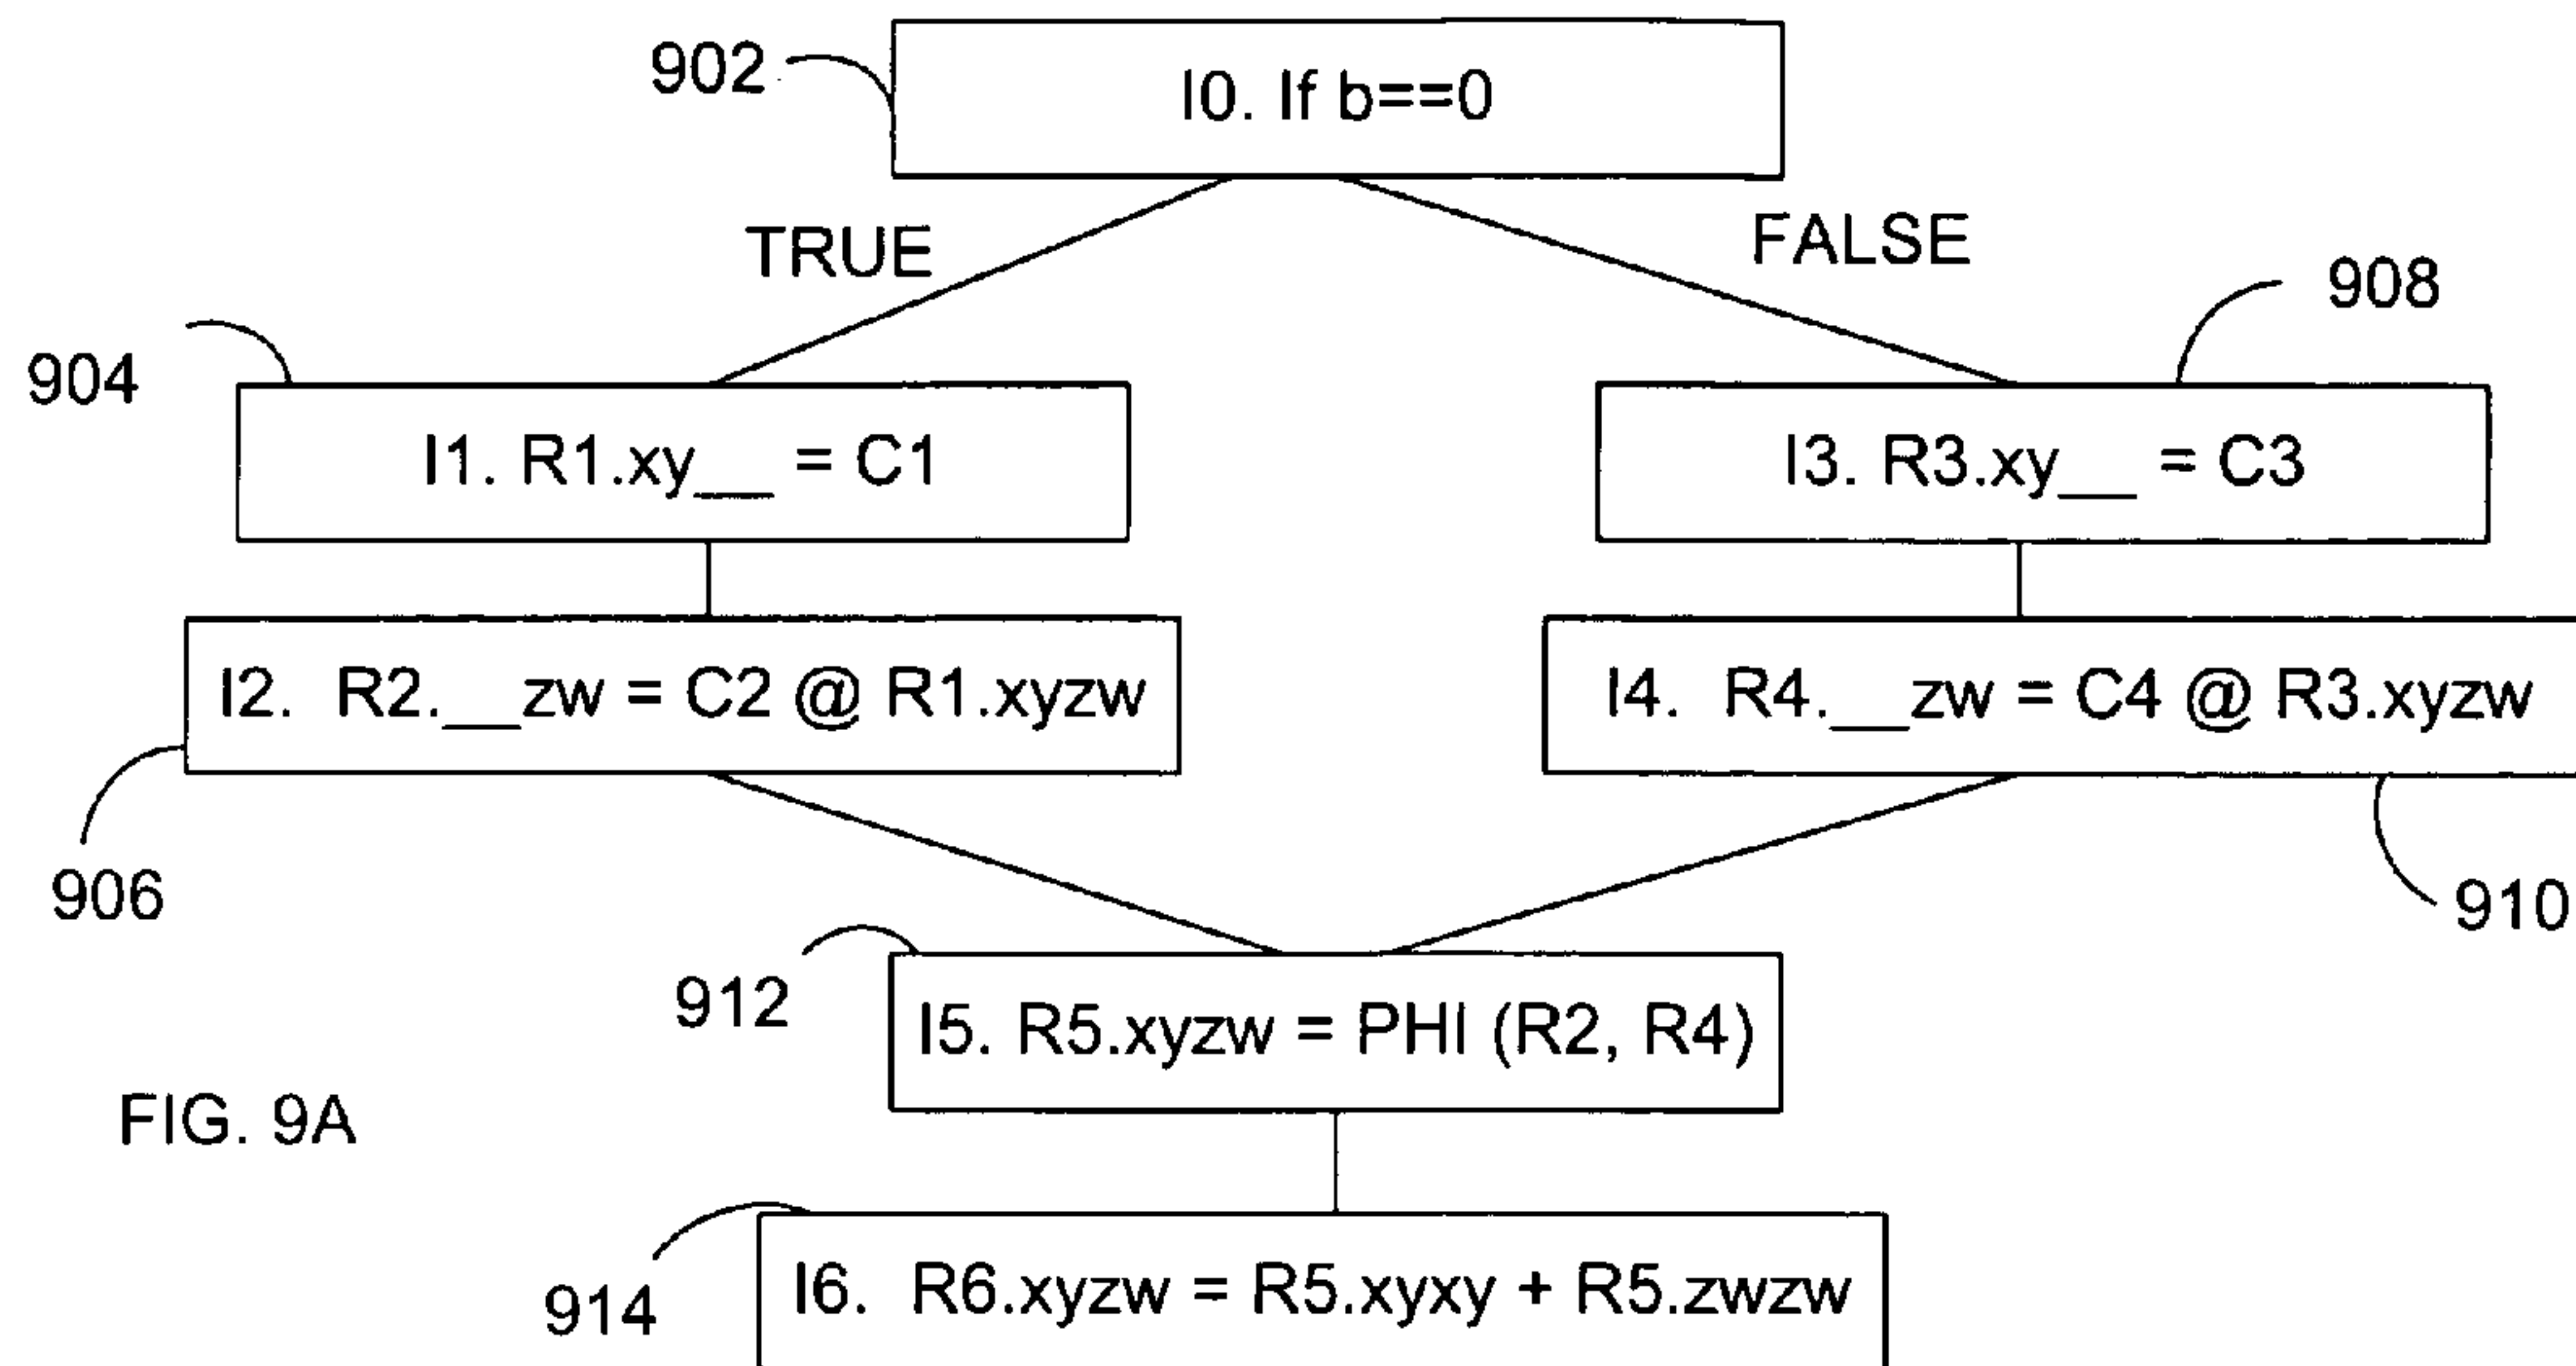 902
I0. If b==0
TRUE
FALSE
908
904
I1. R1.xy__ = C1
I3. R3.xy__ = C3
I2. R2.__zw = C2 @ R1.xyzw
I4. R4.__zw = C4 @ R3.xyzw
906
910
912
I5. R5.xyzw = PHI (R2, R4)
FIG. 9A
914
I6. R6.xyzw = R5.xyxy + R5.zwzw